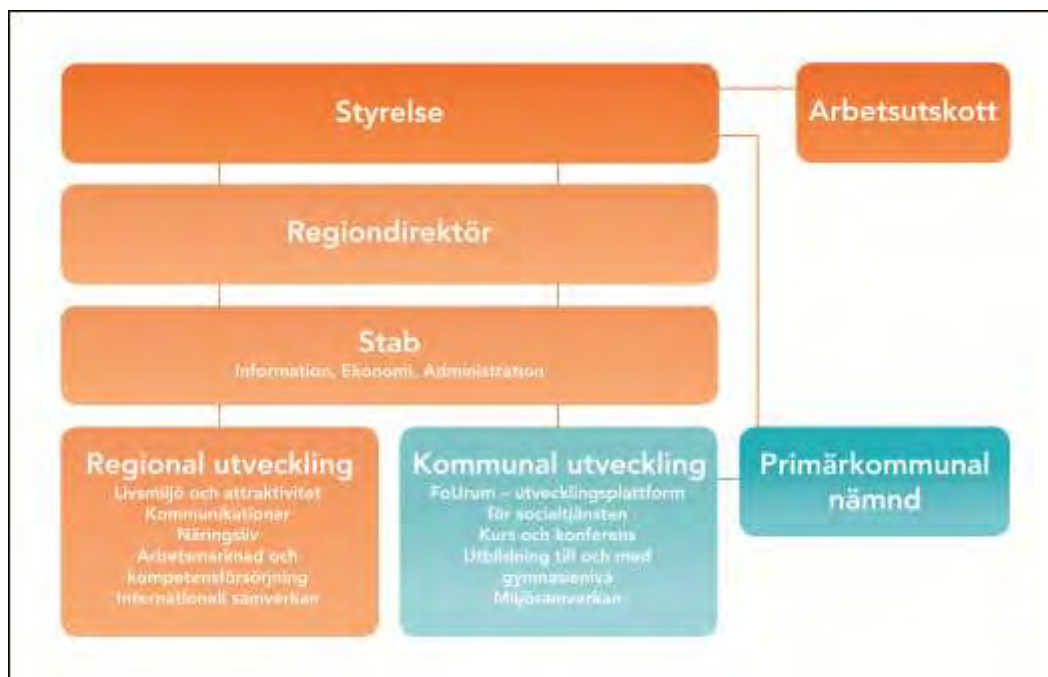 Styrelse
Arbetsutskott
Regiondirektör
Stab
Information, Ekonomi, Administration
Regional utveckling
Livsmiljö och attraktivitet
Kommunikationer
Näringsliv
Arbetsmarknad och
kompetensförsörjning
Internationell samverkan
Kommunal utveckling
FoUrum – utvecklingsplattform
för socialtjänsten
Kurs och konferens
Utbildning till och med
gymnasienivå
Miljösamverkan
Primärkommunal
nämnd